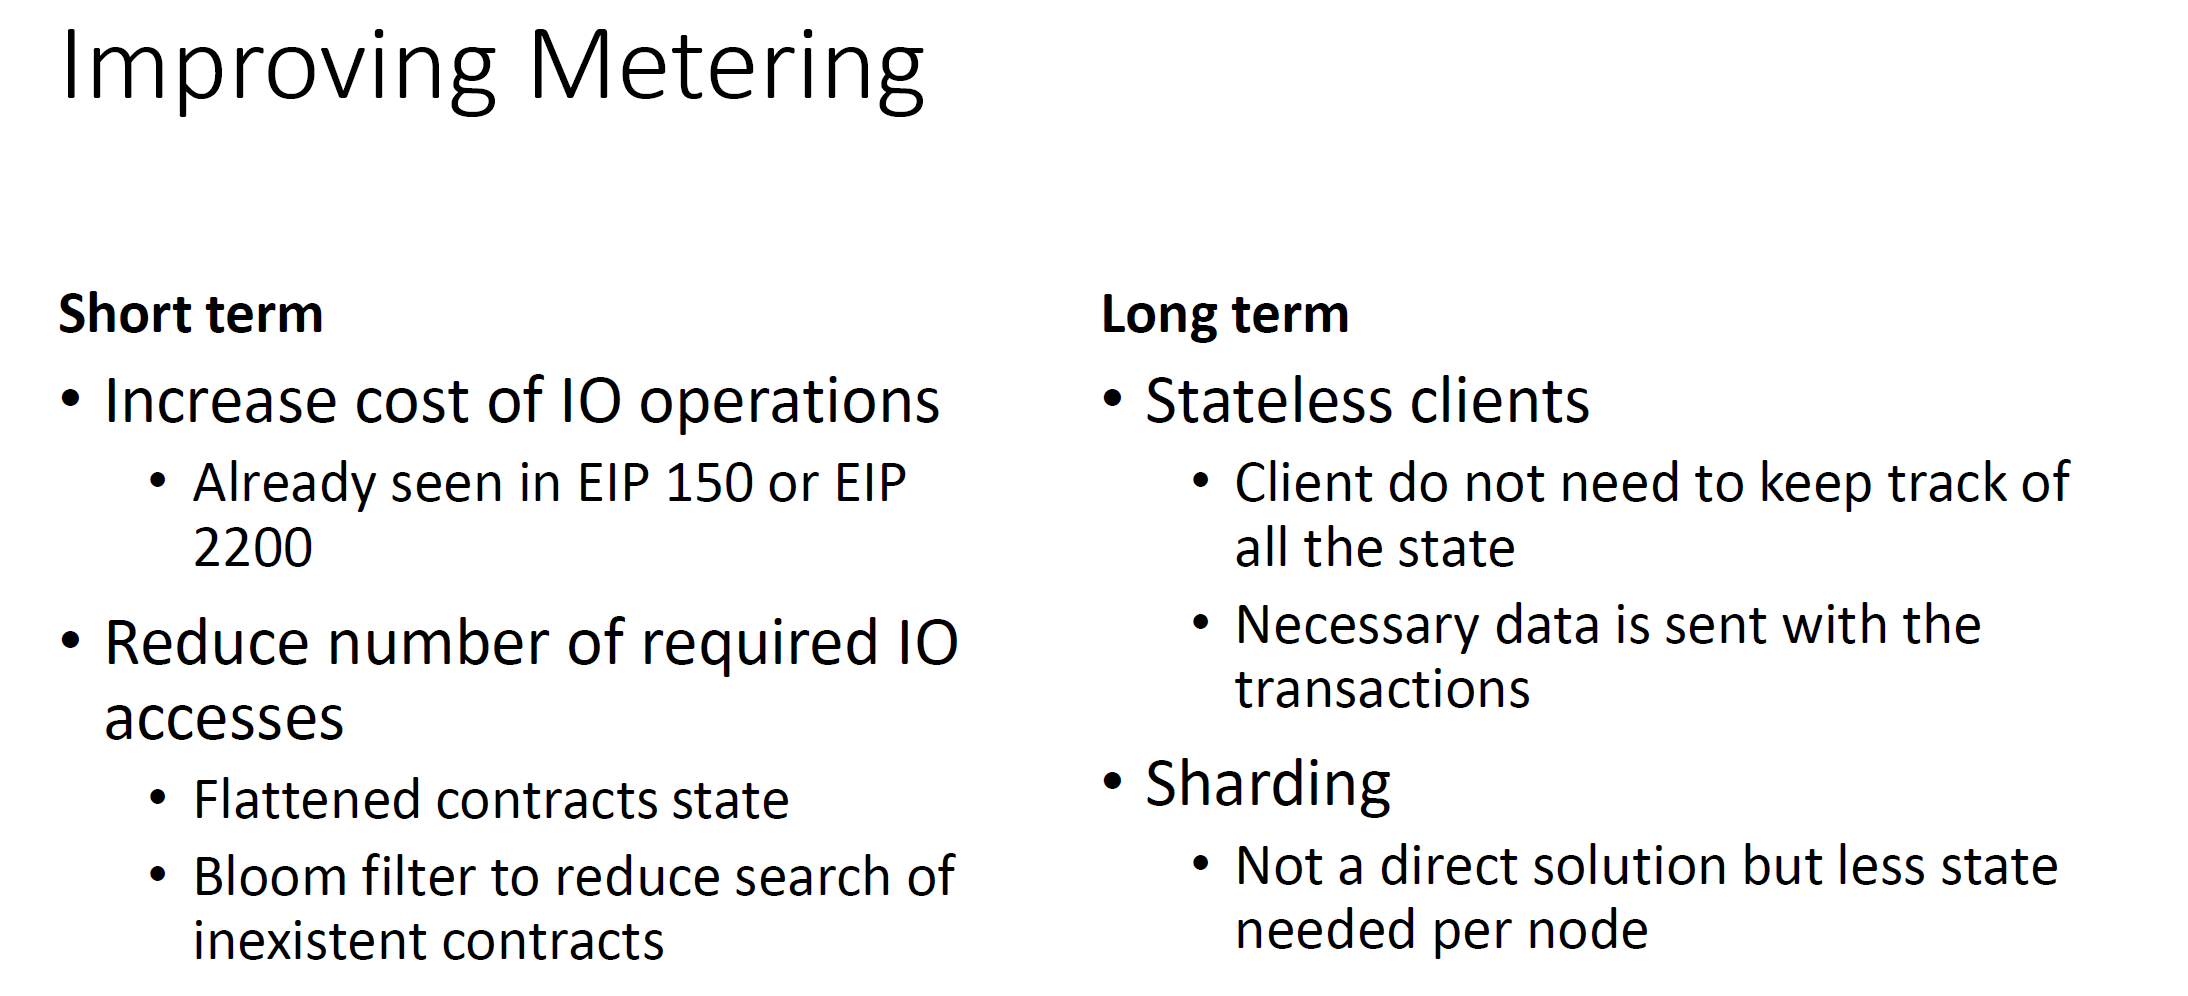 Improving Metering
Short term
• Increase cost of IO operations
• Already seen in EIP 150 or EIP
2200
• Reduce number of required IO
accesses
• Flattened contracts state
• Bloom filter to reduce search of
inexistent contracts
Long term
• Stateless clients
• Client do not need to keep track of
all the state
• Necessary data is sent with the
transactions
• Sharding
• Not a direct solution but less state
needed per node